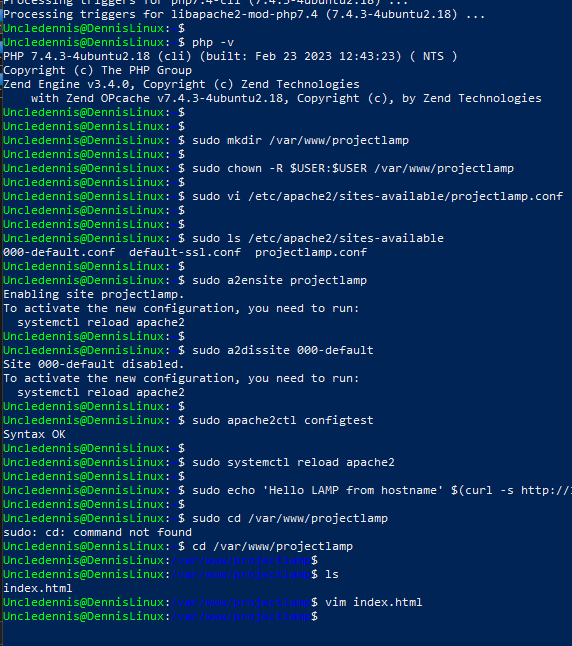 Processing triggers for php7.4-cli (7.4.3-4ubuntu2.18) ...
Processing triggers for libapache2-mod-php7.4 (7.4.3-4ubuntu2.18) ...
Uncledennis@DennisLinux: $
Uncledennis@DennisLinux: $ php -v
PHP 7.4.3-4ubuntu2.18 (cli) (built: Feb 23 2023 12:43:23) ( NTS )
Copyright (c) The PHP Group
Zend Engine v3.4.0, Copyright (c) Zend Technologies
    with Zend OPcache v7.4.3-4ubuntu2.18, Copyright (c), by Zend Technologies
Uncledennis@DennisLinux: $
Uncledennis@DennisLinux: $
Uncledennis@DennisLinux: $ sudo mkdir /var/www/projectlamp
Uncledennis@DennisLinux: $
Uncledennis@DennisLinux: $ sudo chown -R $USER:$USER /var/www/projectlamp
Uncledennis@DennisLinux: $
Uncledennis@DennisLinux: $ sudo vi /etc/apache2/sites-available/projectlamp.conf
Uncledennis@DennisLinux: $
Uncledennis@DennisLinux: $
Uncledennis@DennisLinux: $ sudo ls /etc/apache2/sites-available
000-default.conf  default-ssl.conf  projectlamp.conf
Uncledennis@DennisLinux: $
Uncledennis@DennisLinux: $ sudo a2ensite projectlamp
Enabling site projectlamp.
To activate the new configuration, you need to run:
  systemctl reload apache2
Uncledennis@DennisLinux: $
Uncledennis@DennisLinux: $ sudo a2dissite 000-default
Site 000-default disabled.
To activate the new configuration, you need to run:
  systemctl reload apache2
Uncledennis@DennisLinux: $
Uncledennis@DennisLinux: $ sudo apache2ctl configtest
Syntax OK
Uncledennis@DennisLinux: $
Uncledennis@DennisLinux: $ sudo systemctl reload apache2
Uncledennis@DennisLinux: $
Uncledennis@DennisLinux: $ sudo echo 'Hello LAMP from hostname' $(curl -s http://
Uncledennis@DennisLinux: $
Uncledennis@DennisLinux: $ sudo cd /var/www/projectlamp
sudo: cd: command not found
Uncledennis@DennisLinux: $ cd /var/www/projectlamp
Uncledennis@DennisLinux:/var/www/projectlamp$
Uncledennis@DennisLinux:/var/www/projectlamp$ ls
index.html
Uncledennis@DennisLinux:/var/www/projectlamp$ vim index.html
Uncledennis@DennisLinux:/var/www/projectlamp$